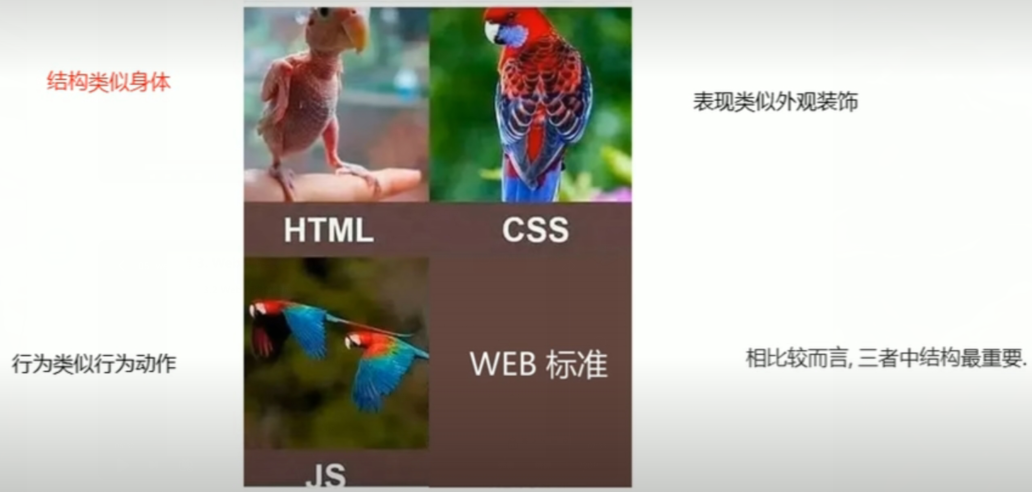 结构类似身体
表现类似外观装饰
HTML
CSS
行为类似行为动作
WEB 标准
相比较而言, 三者中结构最重要.
JS